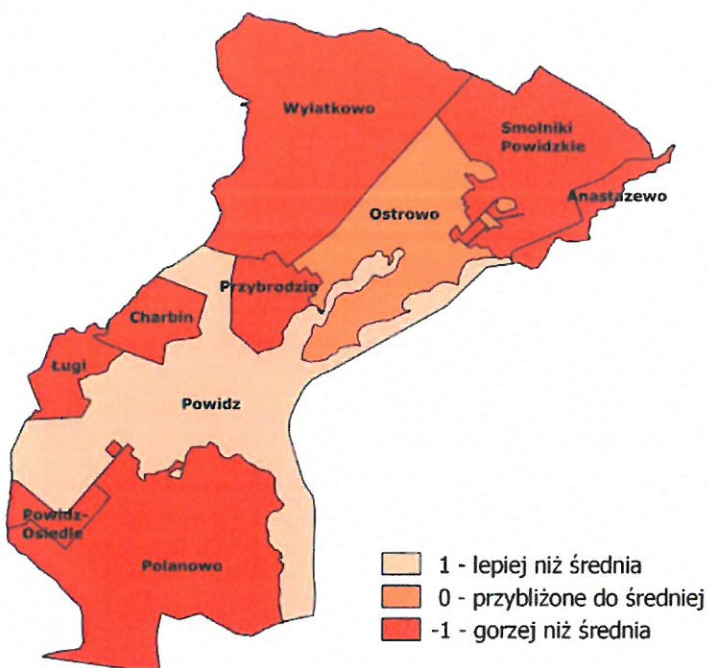 Wylatkowo
Smolniki
Powidzkie
Anastazewo
Ostrowo
Przybrodzin
Charbin
Ługi
Powidz
Powidz-
Osiedle
Polanowo
1 - lepiej niż średnia
0 - przybliżone do średniej
-1 - gorzej niż średnia